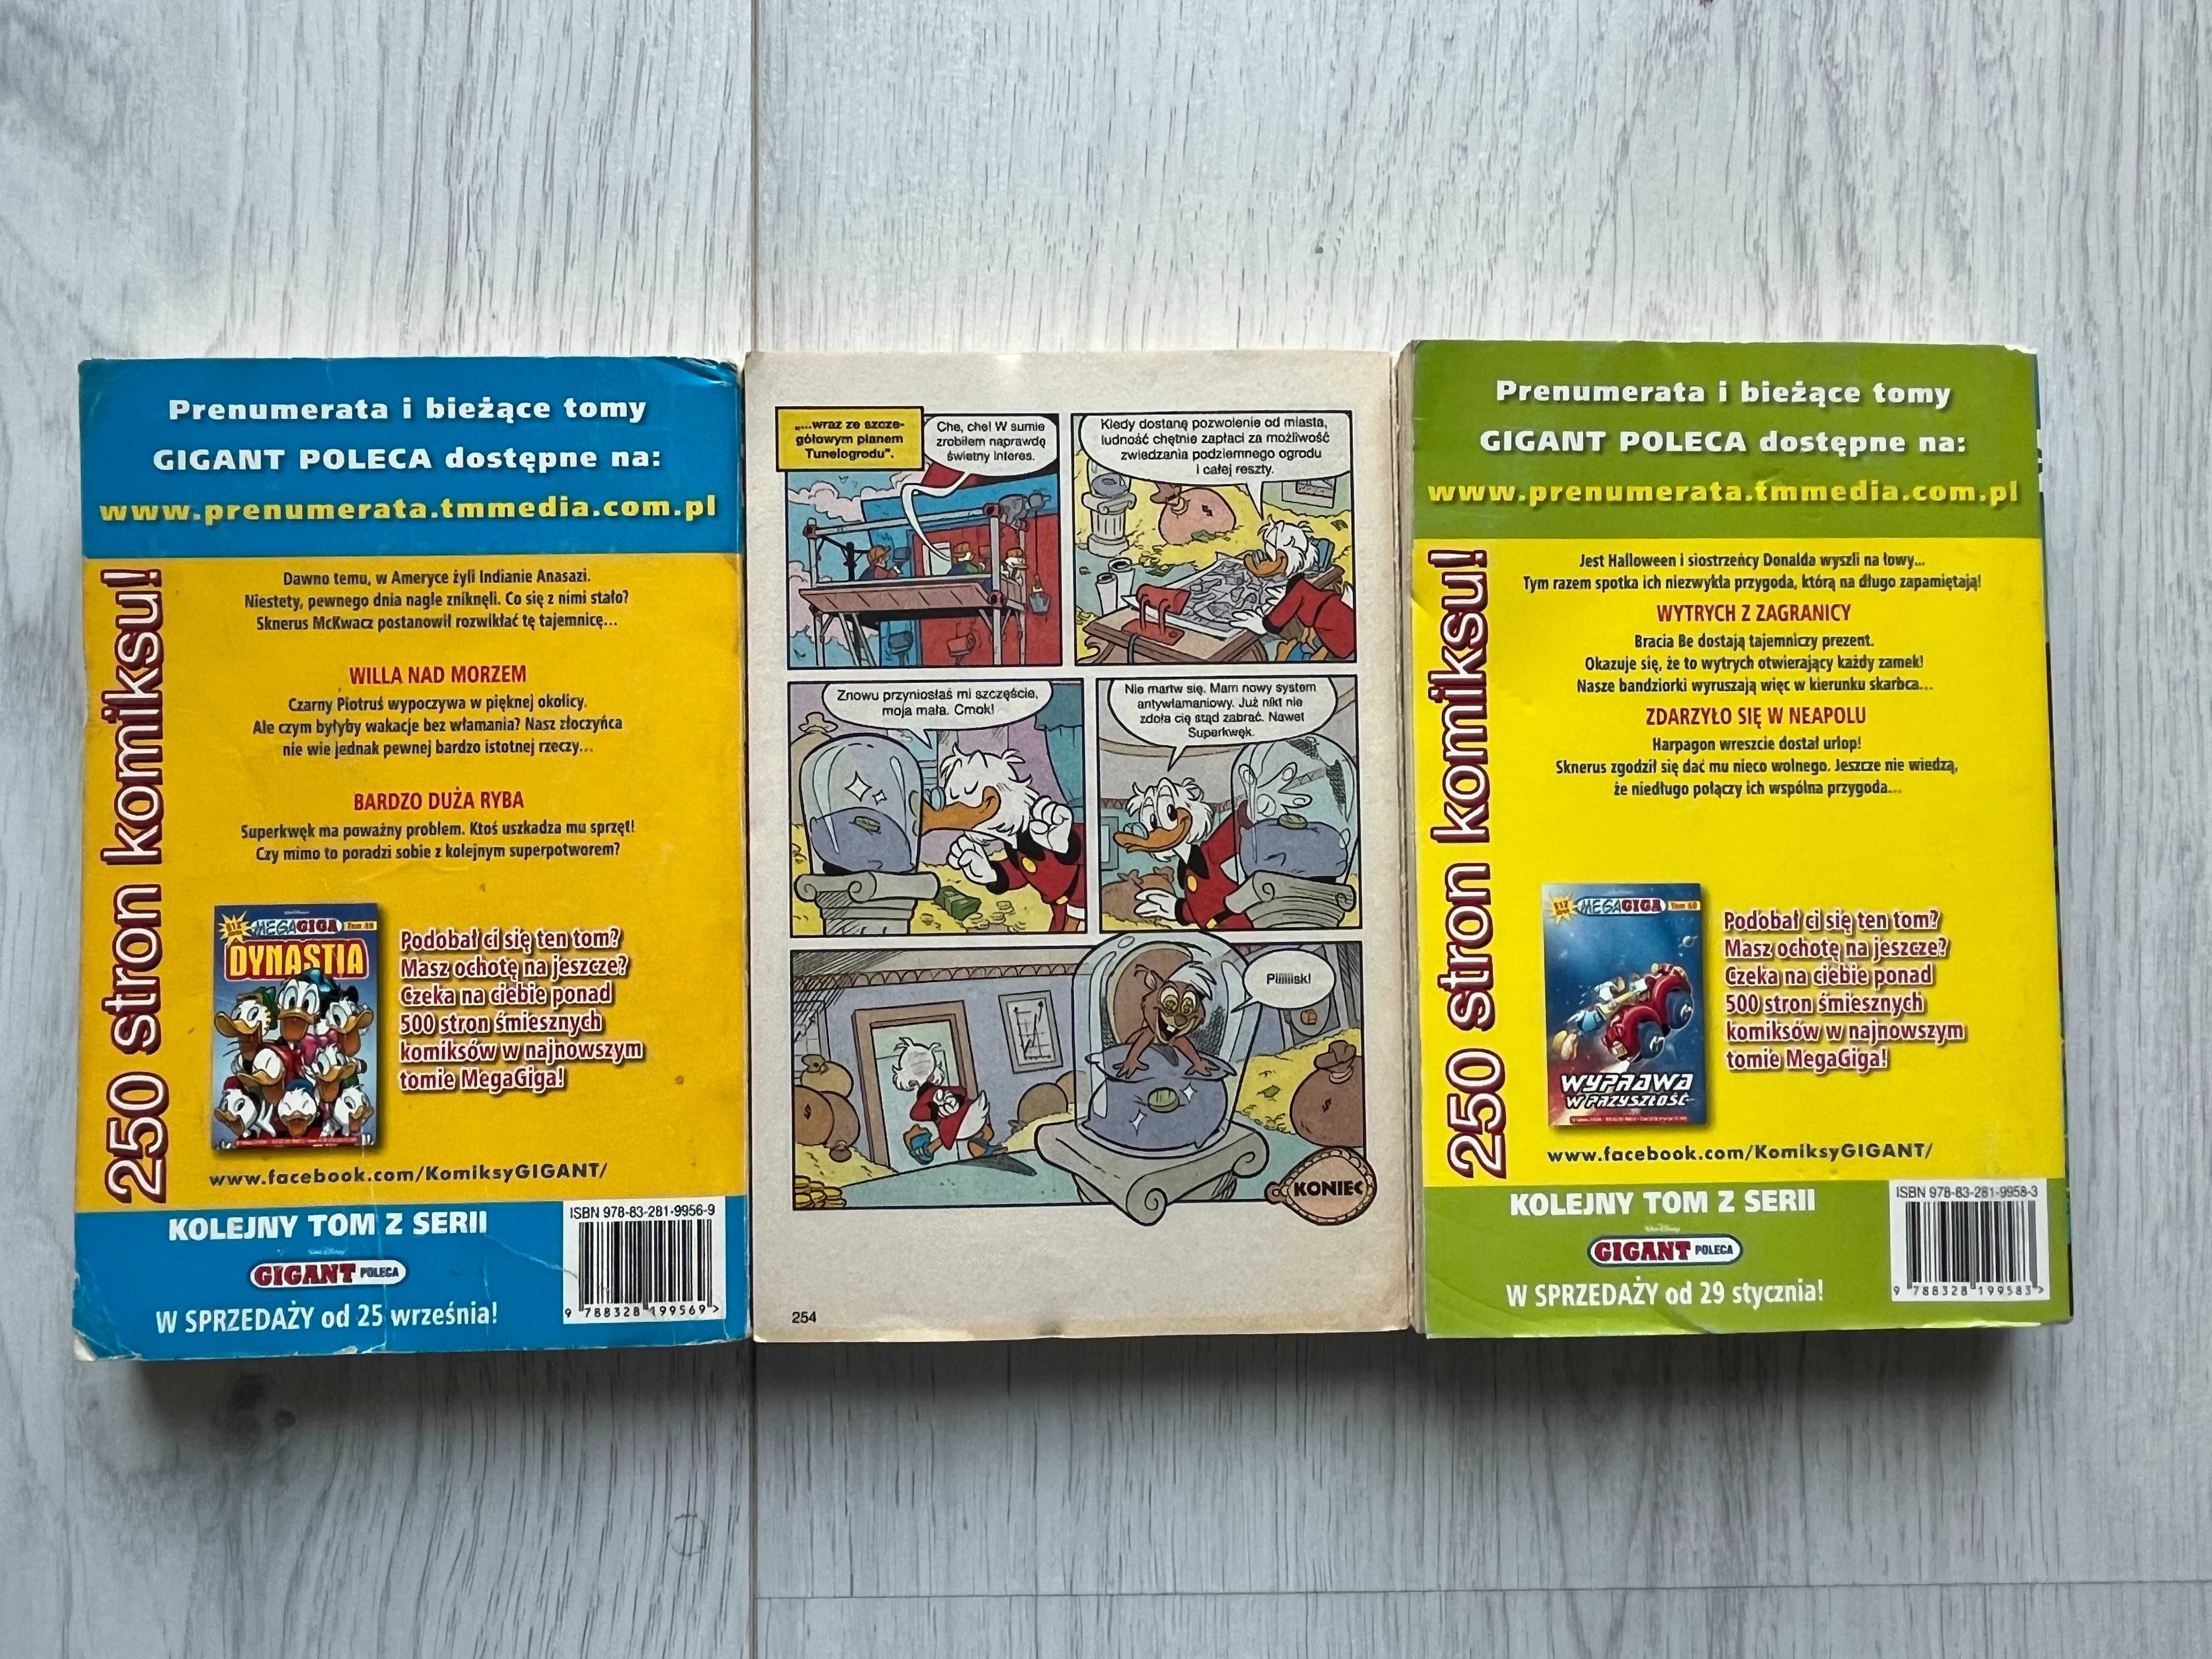 Prenumerata i bieżące tomy
GIGANT POLECA dostępne na:
www.prenumerata.tmmedia.com.pl
250 stron komiksu!
Dawno temu, w Ameryce żyli Indianie Anasazi.
Niestety, pewnego dnia nagle zniknęli. Co się z nimi stało?
Sknerus McKwacz postanowił rozwikłać tę tajemnicę...
WILLA NAD MORZEM
Czarny Piotruś wypoczywa w pięknej okolicy.
Ale czym byłyby wakacje bez włamania? Nasz złoczyńca
nie wie jednak pewnej bardzo istotnej rzeczy...
BARDZO DUŻA RYBA
Superkwęk ma poważny problem. Ktoś uszkadza mu sprzęt!
Czy mimo to poradzi sobie z kolejnym superpotworem?
512
MEGAGIGA
Tom 49
DYNASTIA
Podobał ci się ten tom?
Masz ochotę na jeszcze?
Czeka na ciebie ponad
500 stron śmiesznych
komiksów w najnowszym
tomie MegaGiga!
www.facebook.com/KomiksyGIGANT/
KOLEJNY TOM Z SERII
Walt Disney
GIGANT POLECA
W SPRZEDAŻY od 25 września!
ISBN 978-83-281-9956-9
9 788328 199569 >
„...wraz ze szcze-
gółowym planem
Tunelogrodu”.
Che, che! W sumie
zrobiłem naprawdę
świetny interes.
Kiedy dostanę pozwolenie od miasta,
ludność chętnie zapłaci za możliwość
zwiedzania podziemnego ogrodu
i całej reszty.
Znowu przyniosłaś mi szczęście,
moja mała. Cmok!
Nie martw się. Mam nowy system
antywłamaniowy. Już nikt nie
zdoła cię stąd zabrać. Nawet
Superkwęk.
Piiiiisk!
KONIEC
254
Prenumerata i bieżące tomy
GIGANT POLECA dostępne na:
www.prenumerata.tmmedia.com.pl
250 stron komiksu!
Jest Halloween i siostrzeńcy Donalda wyszli na łowy...
Tym razem spotka ich niezwykła przygoda, którą na długo zapamiętają!
WYTRYCH Z ZAGRANICY
Bracia Be dostają tajemniczy prezent.
Okazuje się, że to wytrych otwierający każdy zamek!
Nasze bandziorki wyruszają więc w kierunku skarbca...
ZDARZYŁO SIĘ W NEAPOLU
Harpagon wreszcie dostał urlop!
Sknerus zgodził się dać mu nieco wolnego. Jeszcze nie wiedzą,
że niedługo połączy ich wspólna przygoda...
512
MEGAGIGA
Tom 50
WYPRAWA
W PRZYSZŁOŚĆ
Podobał ci się ten tom?
Masz ochotę na jeszcze?
Czeka na ciebie ponad
500 stron śmiesznych
komiksów w najnowszym
tomie MegaGiga!
www.facebook.com/KomiksyGIGANT/
KOLEJNY TOM Z SERII
Walt Disney
GIGANT POLECA
W SPRZEDAŻY od 29 stycznia!
ISBN 978-83-281-9958-3
9 788328 199583 >